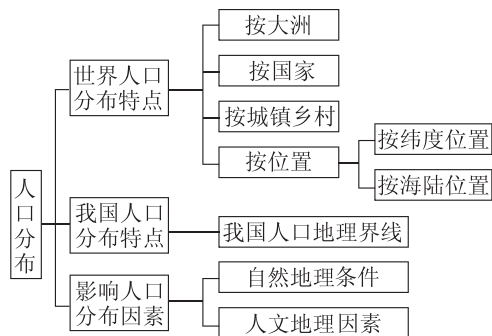 人口分布
世界人口
分布特点
按大洲
按国家
按城镇乡村
按位置
按纬度位置
按海陆位置
我国人口
分布特点
我国人口地理界线
影响人口
分布因素
自然地理条件
人文地理因素